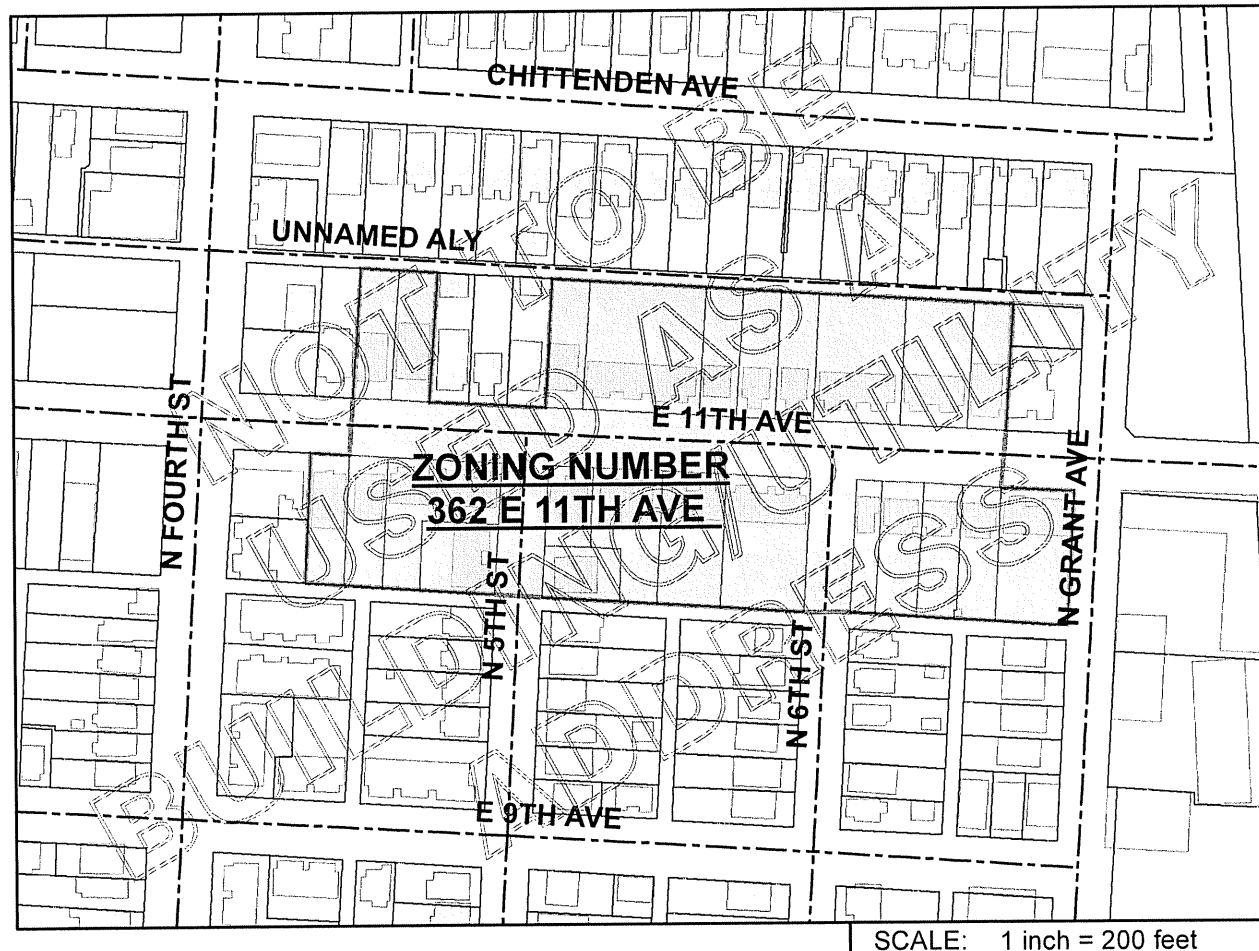 CHITTENDEN AVE
UNNAMED ALY
E 11TH AVE
ZONING NUMBER
362 E 11TH AVE
N FOURTH ST
N 5TH ST
N 6TH ST
N GRANT AVE
E 9TH AVE
NOT TO BE
USED AS A
BUILDING/UTILITY
ADDRESS
SCALE: 1 inch = 200 feet